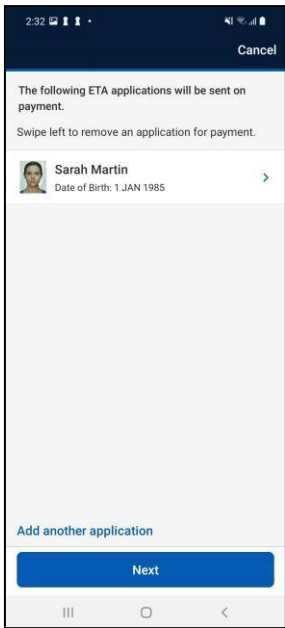 2:32
Cancel
The following ETA applications will be sent on
payment.
Swipe left to remove an application for payment.
Sarah Martin
Date of Birth: 1 JAN 1985
Add another application
Next